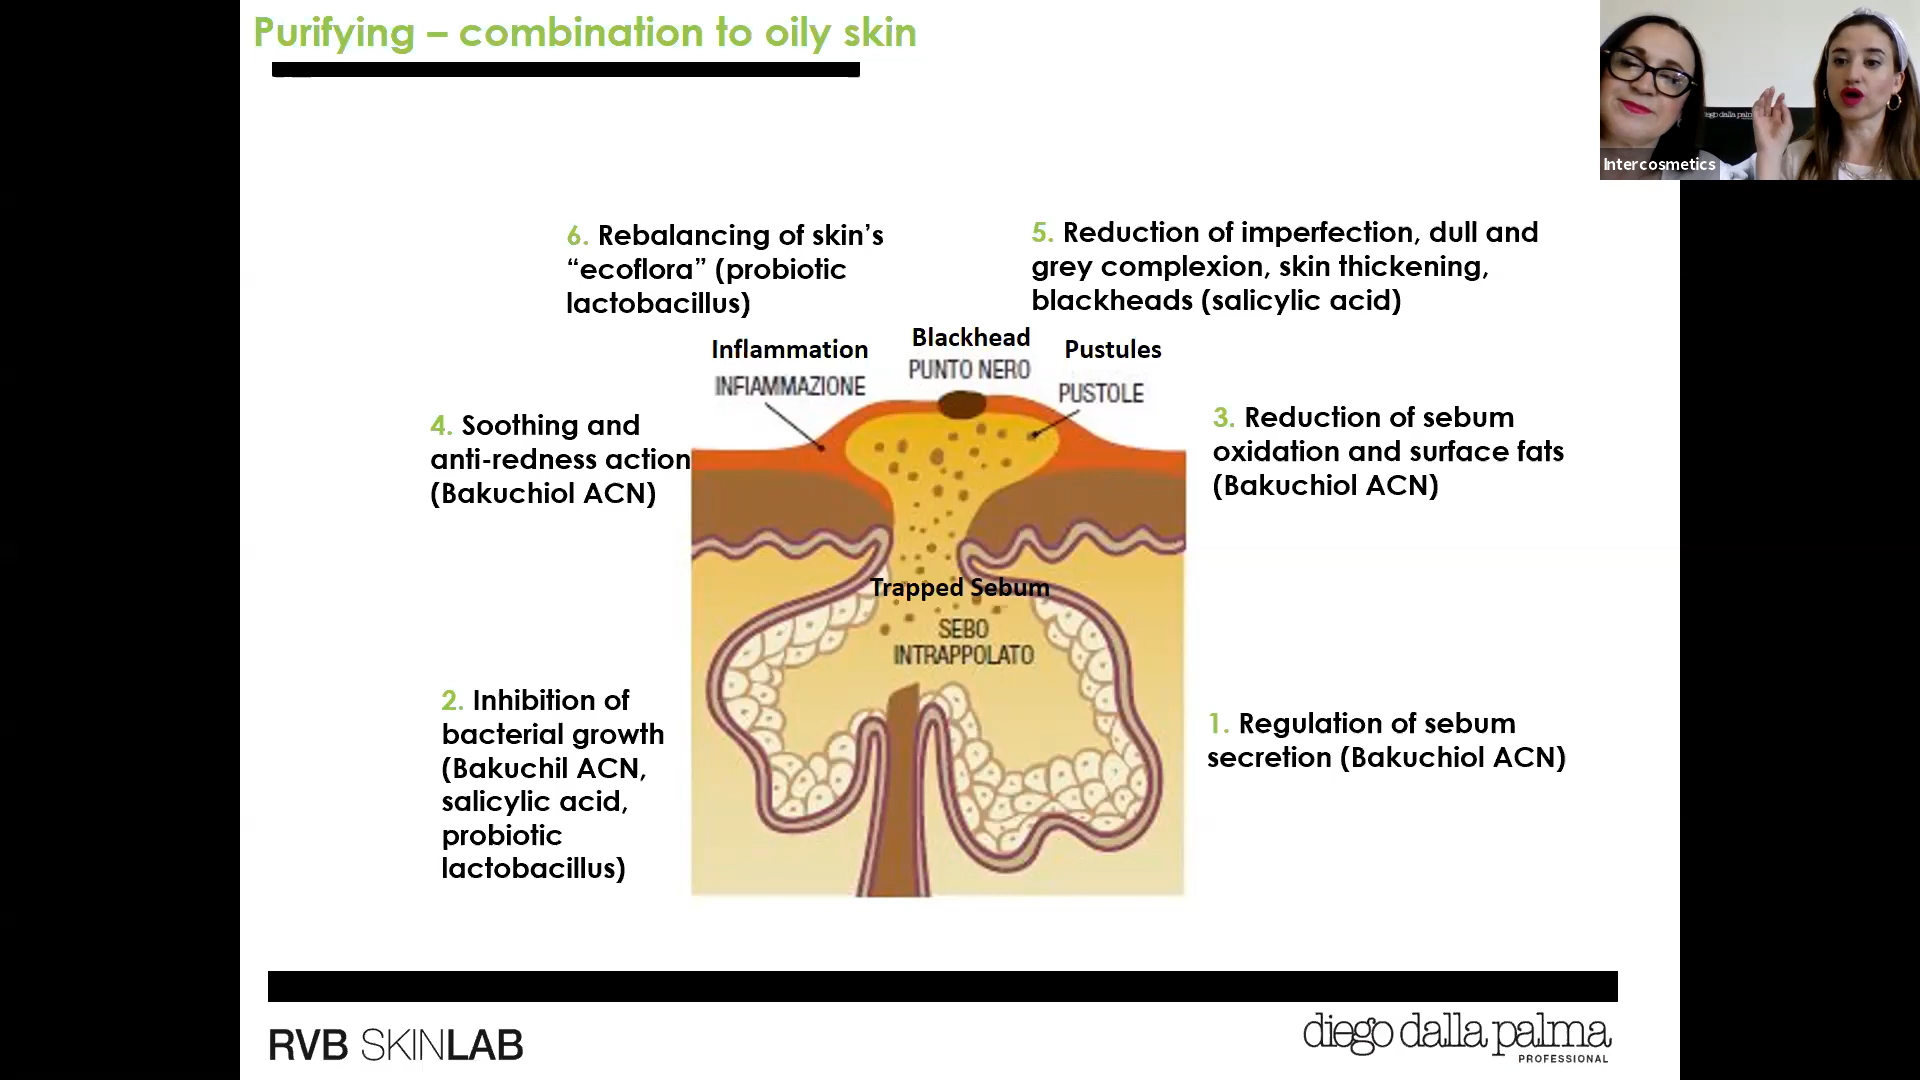 Purifying – combination to oily skin
Intercosmetics
diego dalla palma
6. Rebalancing of skin’s
“ecoflora” (probiotic
lactobacillus)
5. Reduction of imperfection, dull and
grey complexion, skin thickening,
blackheads (salicylic acid)
Inflammation
INFIAMMAZIONE
Blackhead
PUNTO NERO
Pustules
PUSTOLE
4. Soothing and
anti-redness action
(Bakuchiol ACN)
3. Reduction of sebum
oxidation and surface fats
(Bakuchiol ACN)
Trapped Sebum
SEBO
INTRAPPOLATO
2. Inhibition of
bacterial growth
(Bakuchil ACN,
salicylic acid,
probiotic
lactobacillus)
1. Regulation of sebum
secretion (Bakuchiol ACN)
RVB SKINLAB
diego dalla palma
PROFESSIONAL